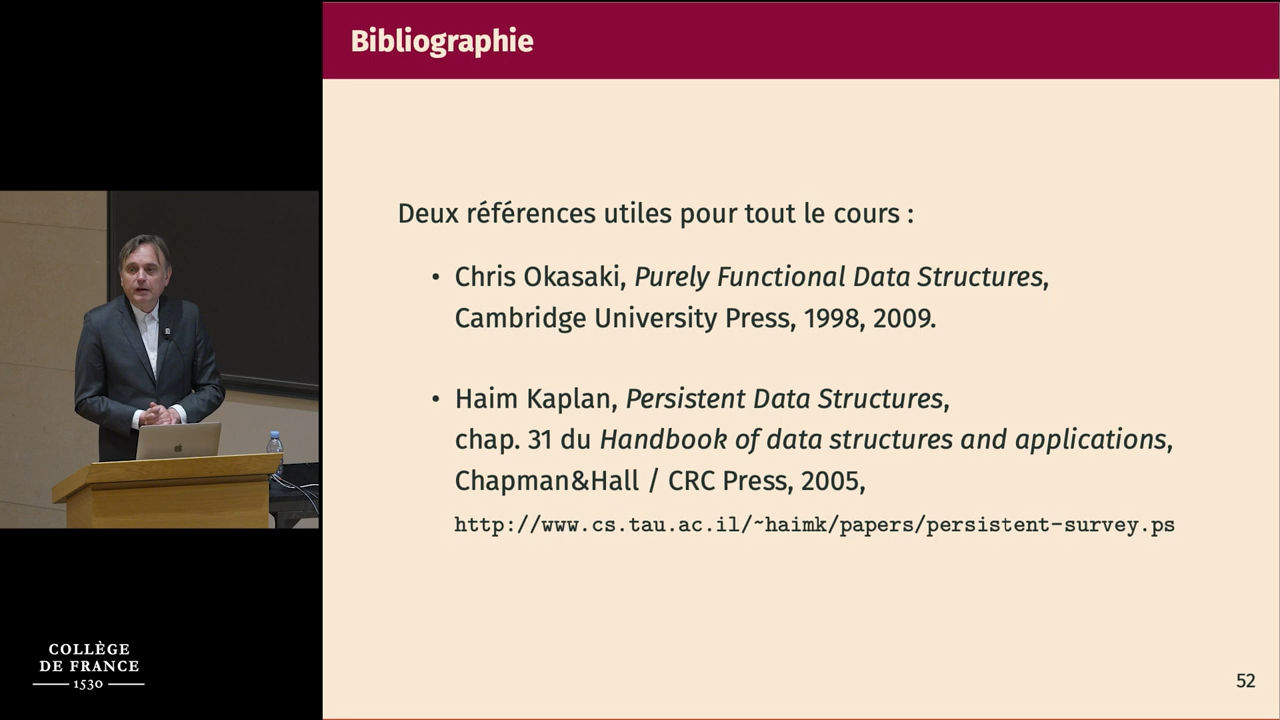 Bibliographie
Deux références utiles pour tout le cours :
• Chris Okasaki, Purely Functional Data Structures,
Cambridge University Press, 1998, 2009.
• Haim Kaplan, Persistent Data Structures,
chap. 31 du Handbook of data structures and applications,
Chapman&Hall / CRC Press, 2005,
http://www.cs.tau.ac.il/~haimk/papers/persistent-survey.ps
COLLÈGE
DE FRANCE
1530
52